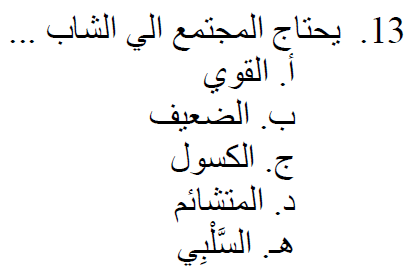 13. يحتاج المجتمع الي الشاب ...
أ. القوي
ب. الضعيف
ج. الكسول
د. المتشائم
هـ. السَّلْبِي